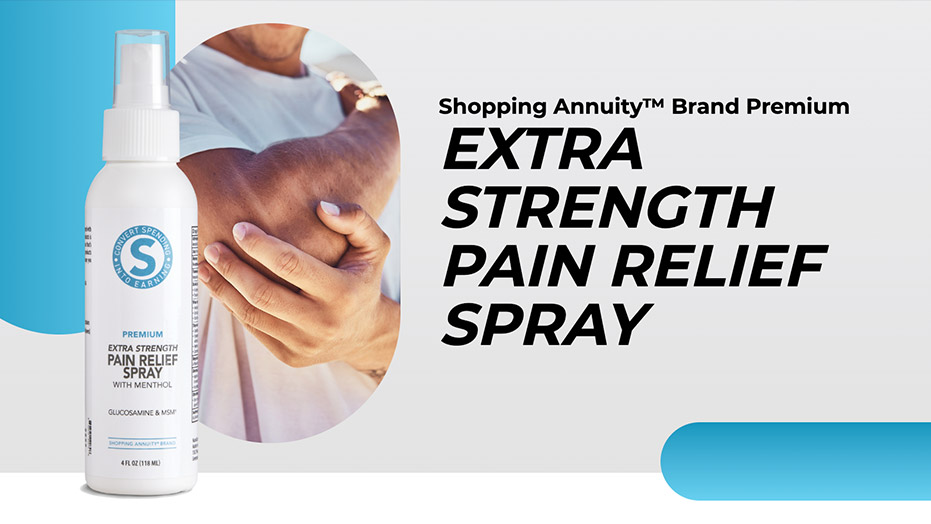 Shopping Annuity™ Brand Premium
EXTRA
STRENGTH
PAIN RELIEF
SPRAY
CONVERT SPENDING
S
INTO EARNING
PREMIUM
EXTRA STRENGTH
PAIN RELIEF
SPRAY
WITH MENTHOL
GLUCOSAMINE & MSM*
SHOPPING ANNUITY® BRAND
4 FL OZ (118 ML)